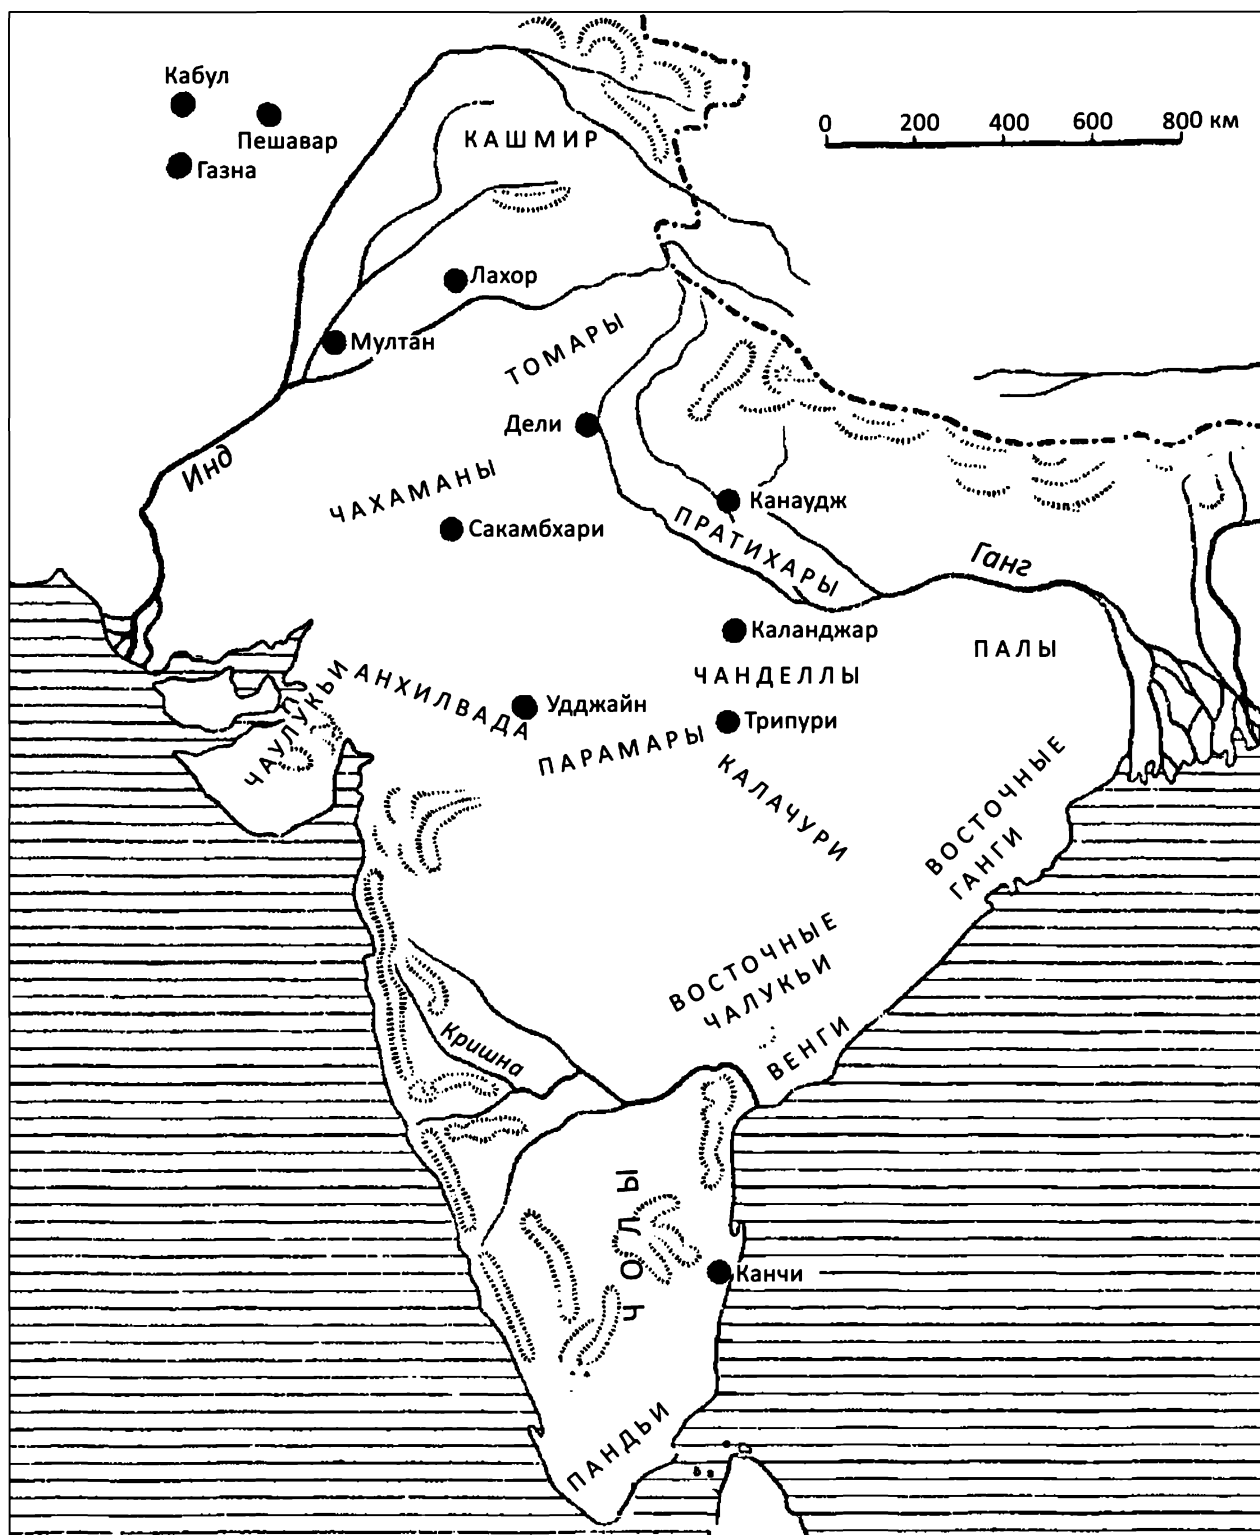 Кабул
Пешавар
Газна
КАШМИР
0 200 400 600 800 км
Лахор
Мултан
ТОМАРЫ
Дели
Инд
ЧАХАМАНЫ
Сакамбхари
Канаудж
ПРАТИХАРЫ
Ганг
Каланджар
ЧАНДЕЛЛЫ
ПАЛЫ
ЧАУЛУКЬИ
АНХИЛВАДА
Удджайн
ПАРАМАРЫ
Трипури
КАЛАЧУРИ
ВОСТОЧНЫЕ
ГАНГИ
ВОСТОЧНЫЕ
ЧАЛУКЬИ
ВЕНГИ
Кришна
ЧОЛЫ
Канчи
ПАНДЬИ